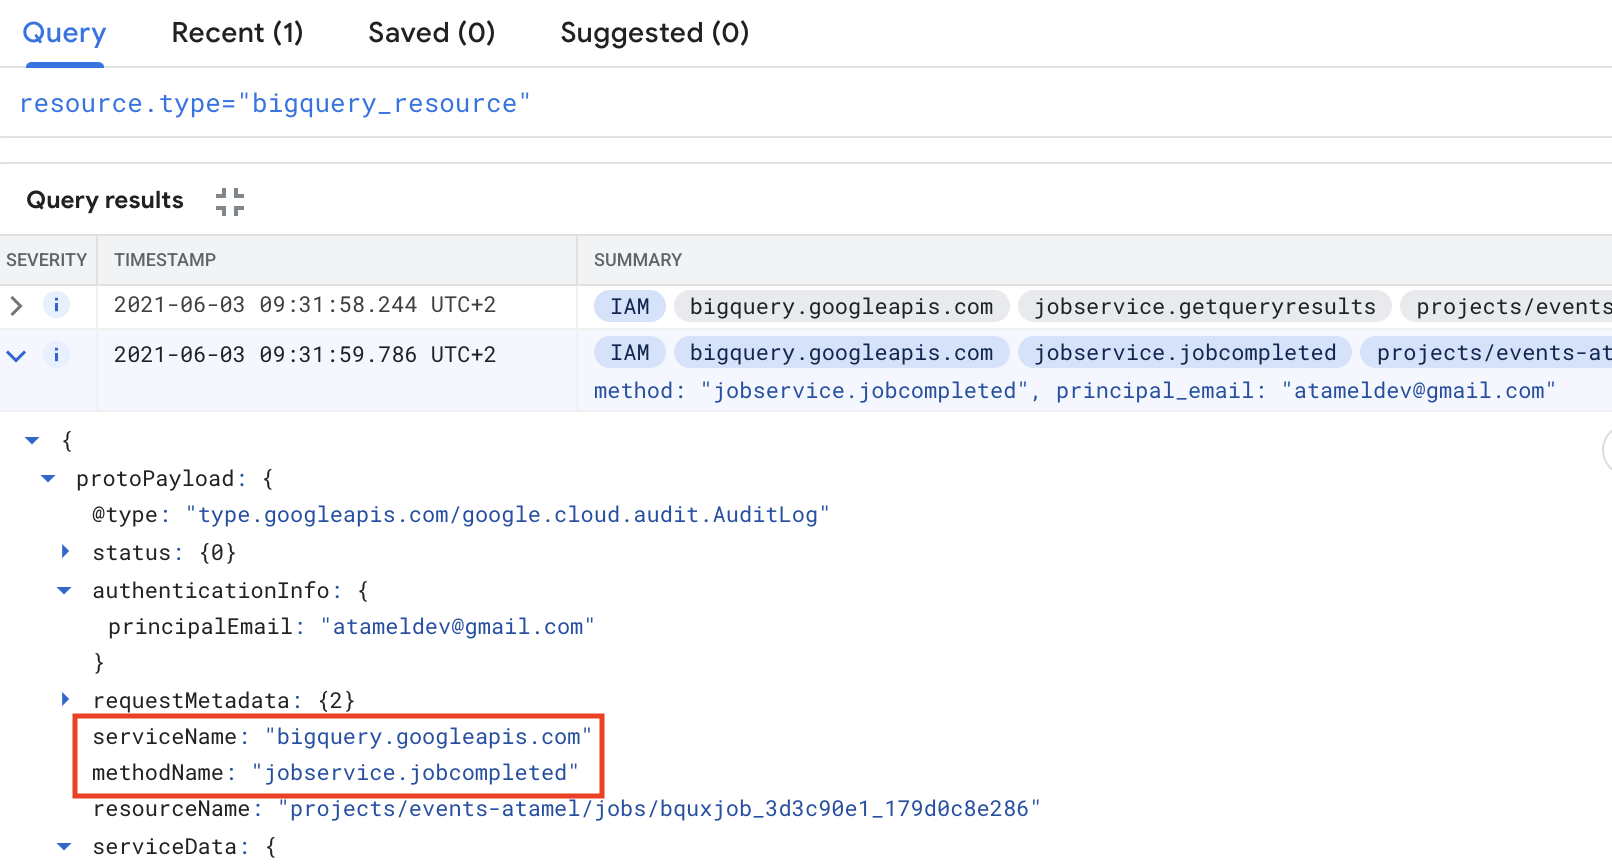 Query Recent (1) Saved (0) Suggested (0)
resource.type="bigquery_resource"
Query results
SEVERITY TIMESTAMP SUMMARY
i 2021-06-03 09:31:58.244 UTC+2 IAM bigquery.googleapis.com jobservice.getqueryresults projects/events
i 2021-06-03 09:31:59.786 UTC+2 IAM bigquery.googleapis.com jobservice.jobcompleted projects/events-at
method: "jobservice.jobcompleted", principal_email: "atameldev@gmail.com"
{
protoPayload: {
@type: "type.googleapis.com/google.cloud.audit.AuditLog"
status: {0}
authenticationInfo: {
principalEmail: "atameldev@gmail.com"
}
requestMetadata: {2}
serviceName: "bigquery.googleapis.com"
methodName: "jobservice.jobcompleted"
resourceName: "projects/events-atamel/jobs/bquxjob_3d3c90e1_179d0c8e286"
serviceData: {